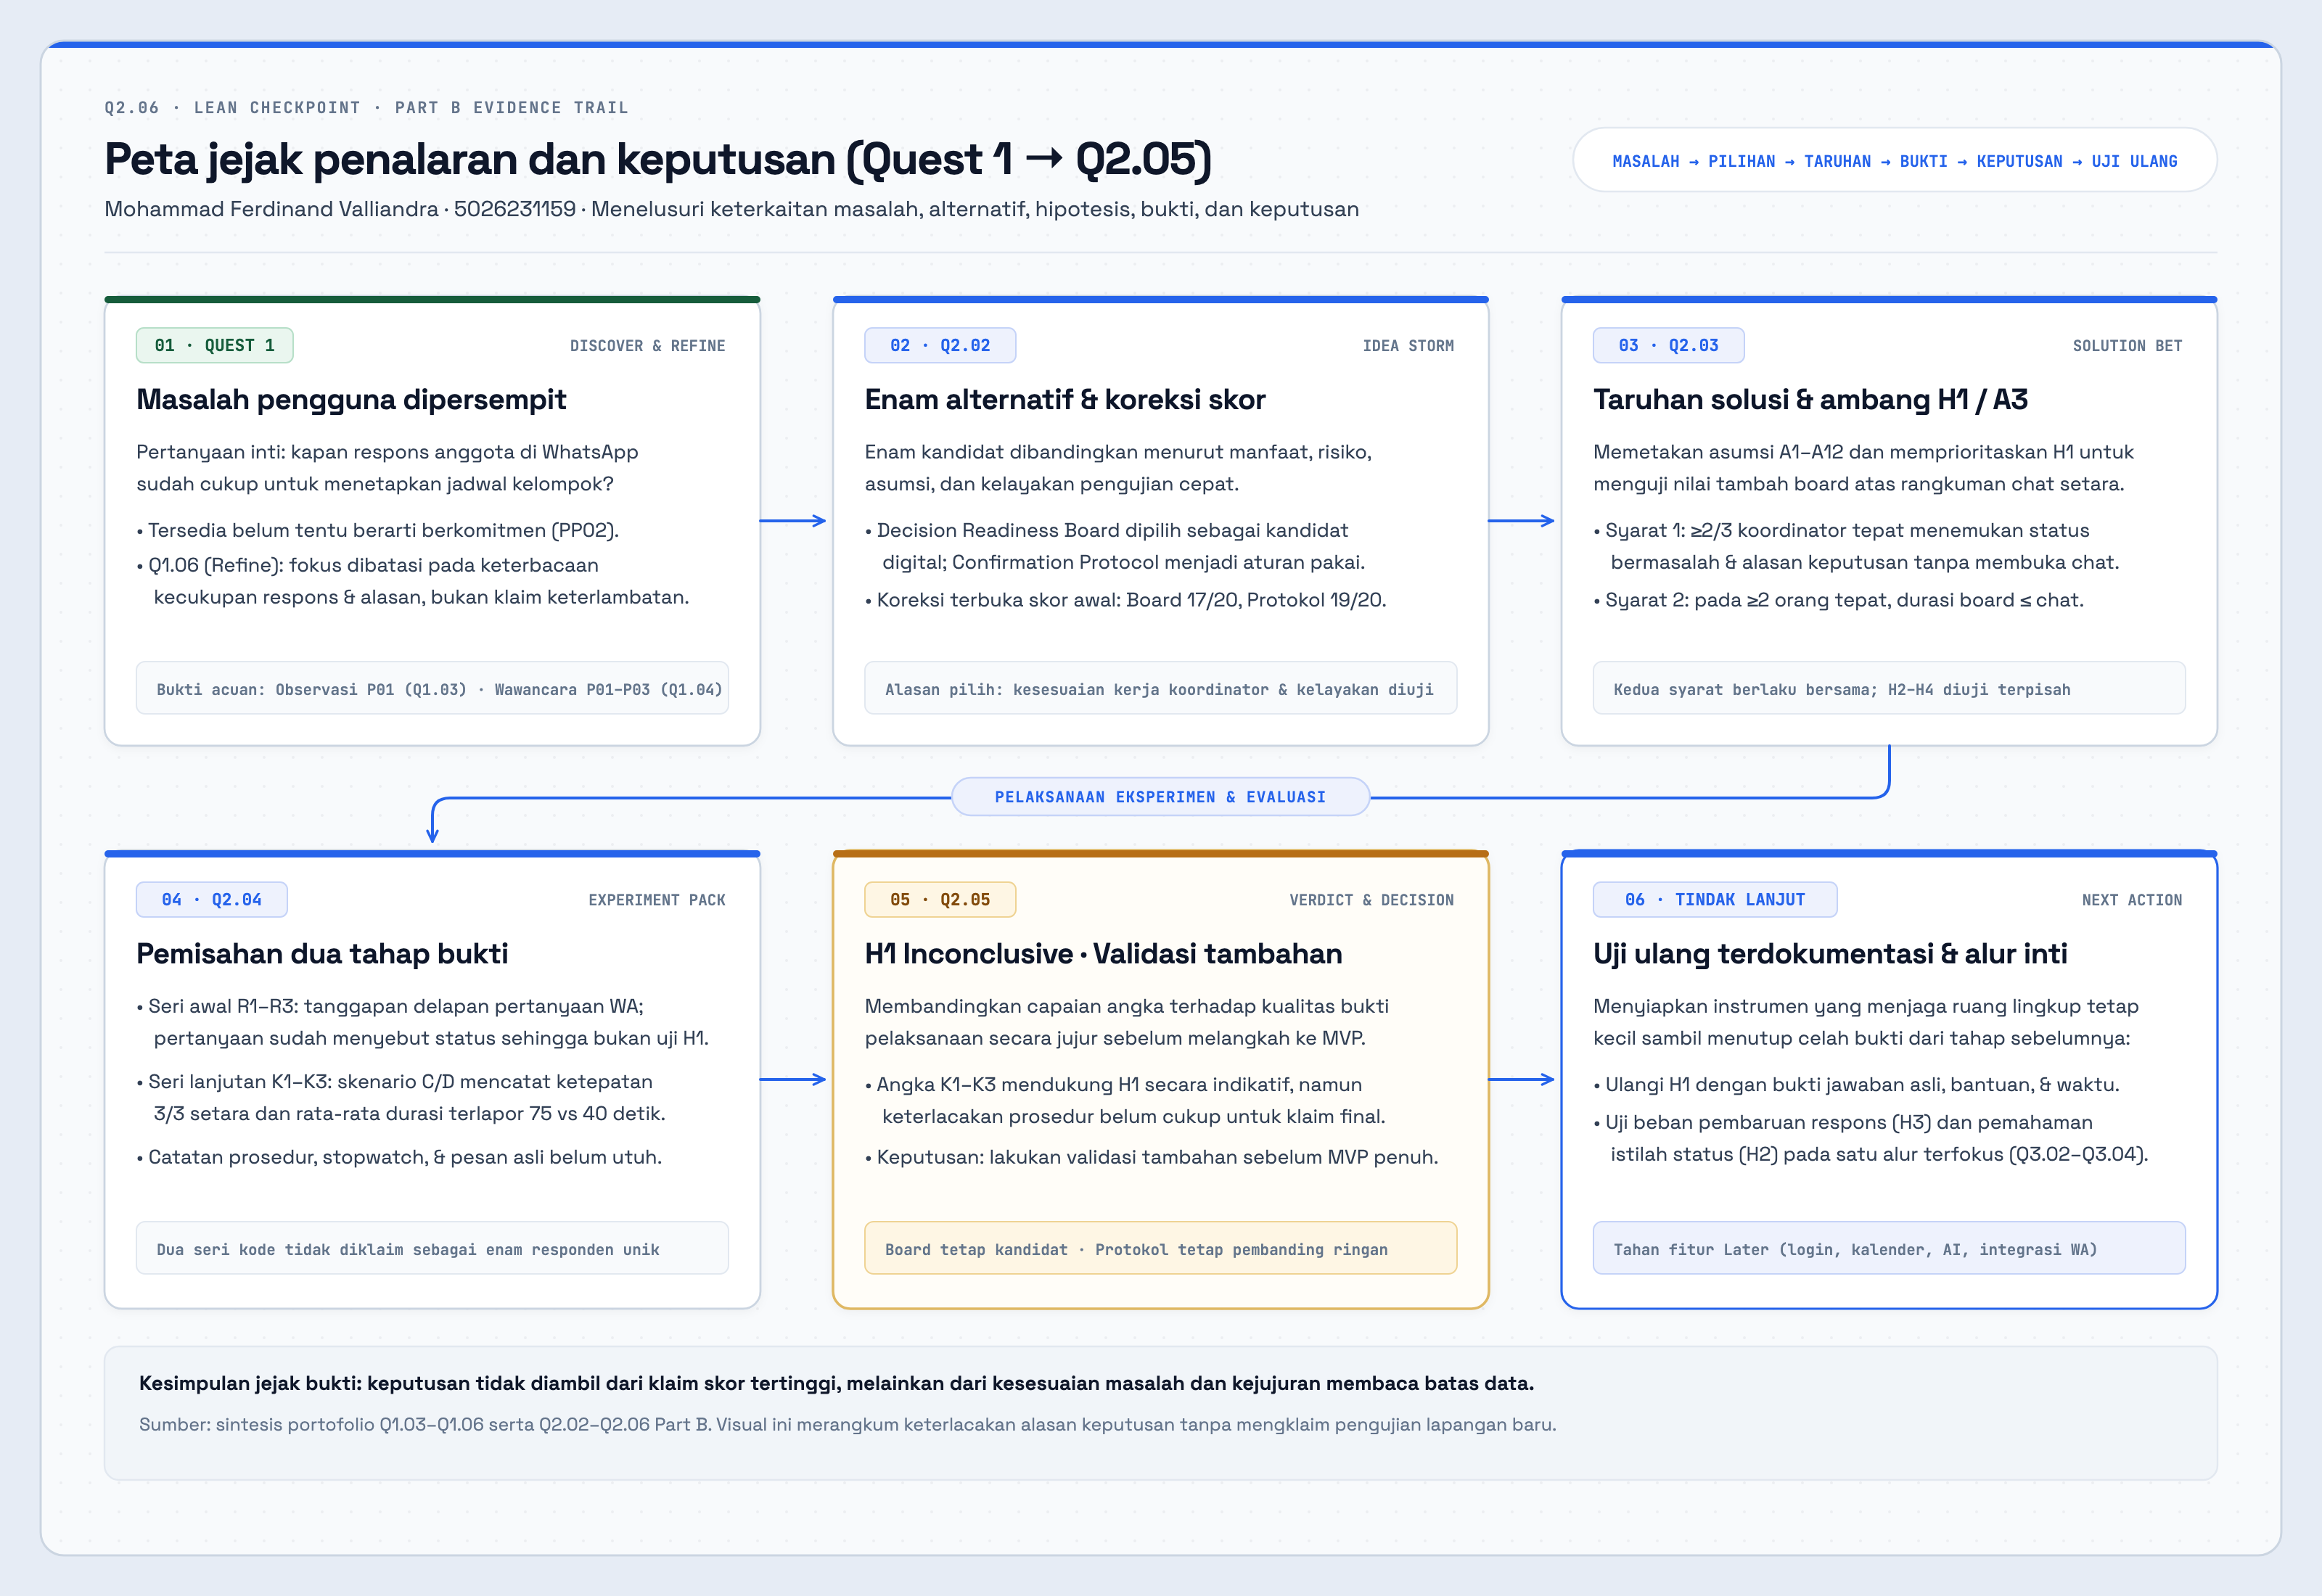 Q2.06 · LEAN CHECKPOINT · PART B EVIDENCE TRAIL
Peta jejak penalaran dan keputusan (Quest 1 → Q2.05)
Mohammad Ferdinand Valliandra · 5026231159 · Menelusuri keterkaitan masalah, alternatif, hipotesis, bukti, dan keputusan
MASALAH → PILIHAN → TARUHAN → BUKTI → KEPUTUSAN → UJI ULANG
01 · QUEST 1
DISCOVER & REFINE
Masalah pengguna dipersempit
Pertanyaan inti: kapan respons anggota di WhatsApp
sudah cukup untuk menetapkan jadwal kelompok?
• Tersedia belum tentu berarti berkomitmen (PP02).
• Q1.06 (Refine): fokus dibatasi pada keterbacaan
kecukupan respons & alasan, bukan klaim keterlambatan.
Bukti acuan: Observasi P01 (Q1.03) · Wawancara P01–P03 (Q1.04)
02 · Q2.02
IDEA STORM
Enam alternatif & koreksi skor
Enam kandidat dibandingkan menurut manfaat, risiko,
asumsi, dan kelayakan pengujian cepat.
• Decision Readiness Board dipilih sebagai kandidat
digital; Confirmation Protocol menjadi aturan pakai.
• Koreksi terbuka skor awal: Board 17/20, Protokol 19/20.
Alasan pilih: kesesuaian kerja koordinator & kelayakan diuji
03 · Q2.03
SOLUTION BET
Taruhan solusi & ambang H1 / A3
Memetakan asumsi A1–A12 dan memprioritaskan H1 untuk
menguji nilai tambah board atas rangkuman chat setara.
• Syarat 1: ≥2/3 koordinator tepat menemukan status
bermasalah & alasan keputusan tanpa membuka chat.
• Syarat 2: pada ≥2 orang tepat, durasi board ≤ chat.
Kedua syarat berlaku bersama; H2–H4 diuji terpisah
PELAKSANAAN EKSPERIMEN & EVALUASI
04 · Q2.04
EXPERIMENT PACK
Pemisahan dua tahap bukti
• Seri awal R1–R3: tanggapan delapan pertanyaan WA;
pertanyaan sudah menyebut status sehingga bukan uji H1.
• Seri lanjutan K1–K3: skenario C/D mencatat ketepatan
3/3 setara dan rata-rata durasi terlapor 75 vs 40 detik.
• Catatan prosedur, stopwatch, & pesan asli belum utuh.
Dua seri kode tidak diklaim sebagai enam responden unik
05 · Q2.05
VERDICT & DECISION
H1 Inconclusive · Validasi tambahan
Membandingkan capaian angka terhadap kualitas bukti
pelaksanaan secara jujur sebelum melangkah ke MVP.
• Angka K1–K3 mendukung H1 secara indikatif, namun
keterlacakan prosedur belum cukup untuk klaim final.
• Keputusan: lakukan validasi tambahan sebelum MVP penuh.
Board tetap kandidat · Protokol tetap pembanding ringan
06 · TINDAK LANJUT
NEXT ACTION
Uji ulang terdokumentasi & alur inti
Menyiapkan instrumen yang menjaga ruang lingkup tetap
kecil sambil menutup celah bukti dari tahap sebelumnya:
• Ulangi H1 dengan bukti jawaban asli, bantuan, & waktu.
• Uji beban pembaruan respons (H3) dan pemahaman
istilah status (H2) pada satu alur terfokus (Q3.02–Q3.04).
Tahan fitur Later (login, kalender, AI, integrasi WA)
Kesimpulan jejak bukti: keputusan tidak diambil dari klaim skor tertinggi, melainkan dari kesesuaian masalah dan kejujuran membaca batas data.
Sumber: sintesis portofolio Q1.03–Q1.06 serta Q2.02–Q2.06 Part B. Visual ini merangkum keterlacakan alasan keputusan tanpa mengklaim pengujian lapangan baru.